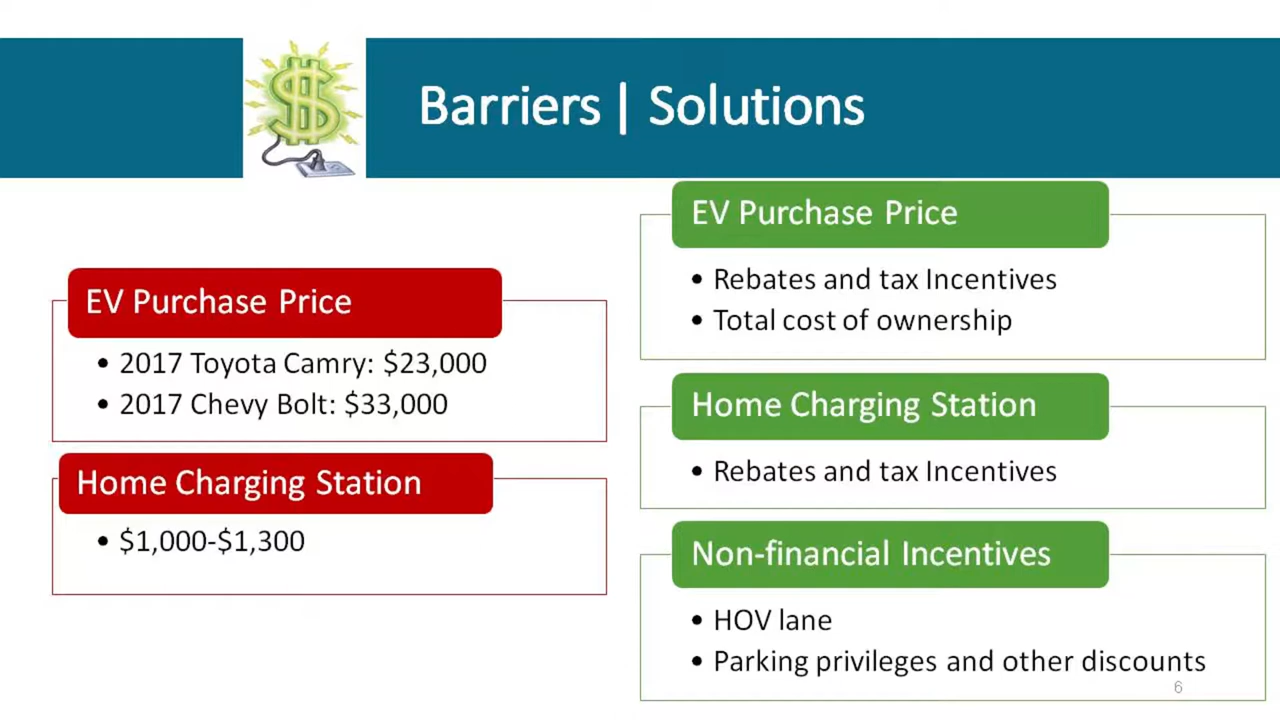 Barriers | Solutions
EV Purchase Price
• 2017 Toyota Camry: $23,000
• 2017 Chevy Bolt: $33,000
Home Charging Station
• $1,000-$1,300
EV Purchase Price
• Rebates and tax Incentives
• Total cost of ownership
Home Charging Station
• Rebates and tax Incentives
Non-financial Incentives
• HOV lane
• Parking privileges and other discounts
6